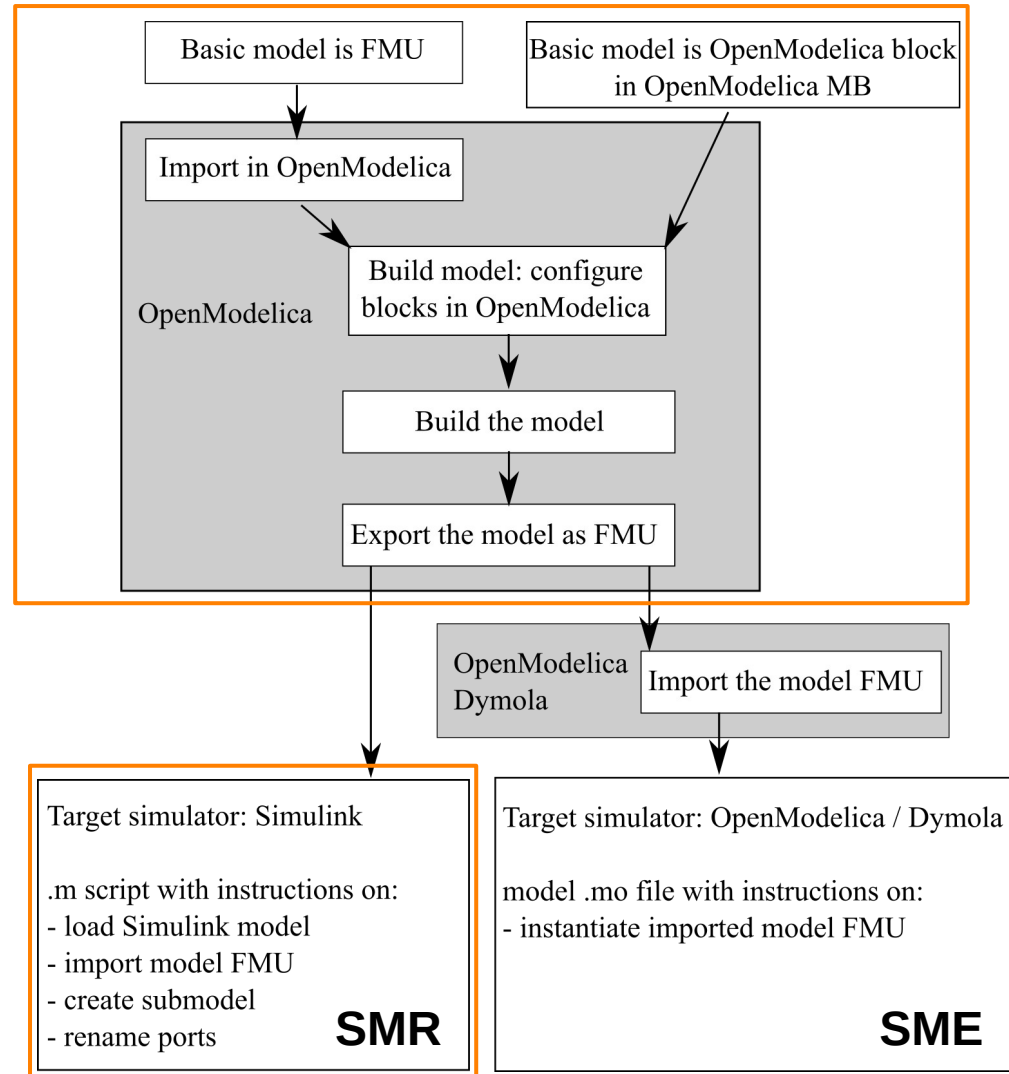 Basic model is FMU
Basic model is OpenModelica block
in OpenModelica MB
Import in OpenModelica
Build model: configure
blocks in OpenModelica
OpenModelica
Build the model
Export the model as FMU
OpenModelica
Dymola
Import the model FMU
Target simulator: Simulink
.m script with instructions on:
- load Simulink model
- import model FMU
- create submodel
- rename ports
SMR
Target simulator: OpenModelica / Dymola
model .mo file with instructions on:
- instantiate imported model FMU
SME